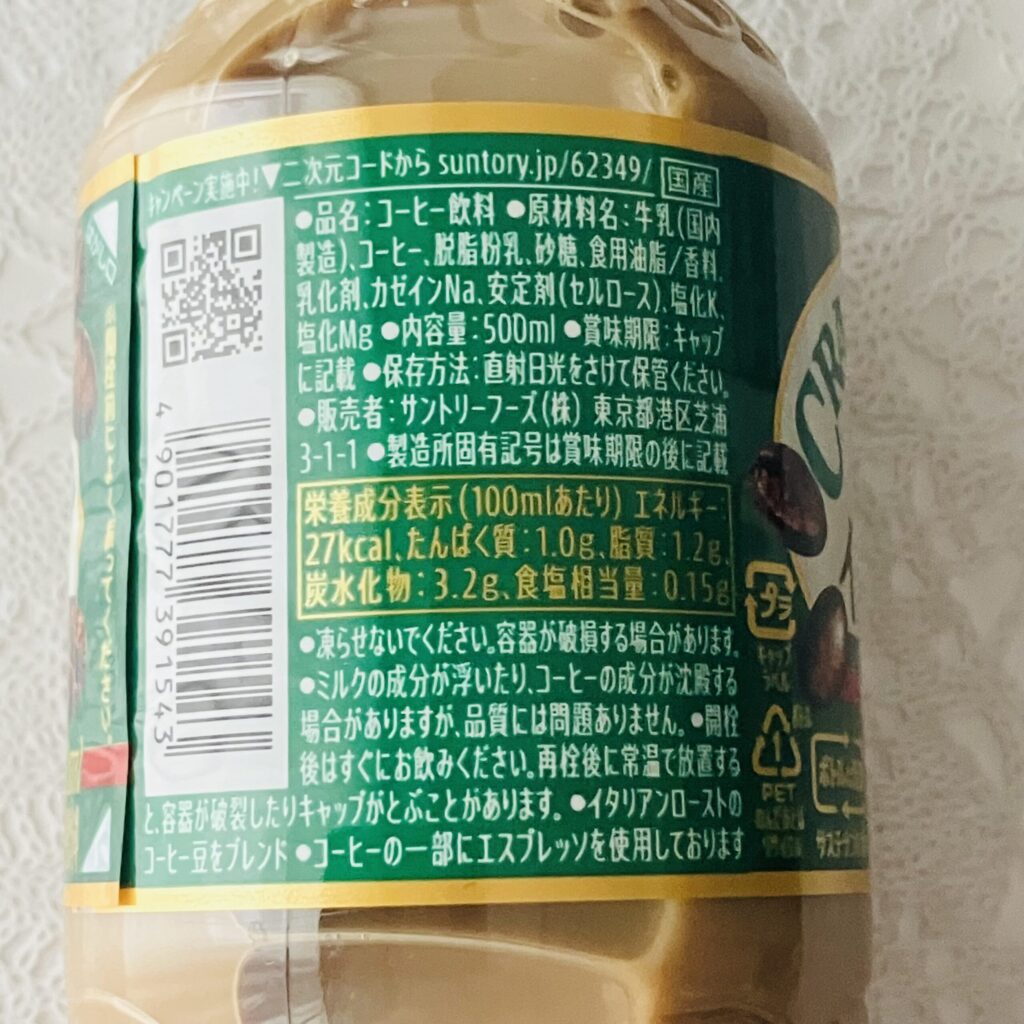 キャンペーン実施中!▼二次元コードから suntory.jp/62349/ 国産
●品名:コーヒー飲料 ●原材料名:牛乳(国内
製造)、コーヒー、脱脂粉乳、砂糖、食用油脂/香料、
乳化剤、カゼインNa、安定剤(セルロース)、塩化K、
塩化Mg ●内容量:500ml ●賞味期限:キャップ
に記載 ●保存方法:直射日光をさけて保管ください。
●販売者:サントリーフーズ(株) 東京都港区芝浦
3-1-1 ●製造所固有記号は賞味期限の後に記載
栄養成分表示(100mlあたり) エネルギー:
27kcal、たんぱく質:1.0g、脂質:1.2g、
炭水化物:3.2g、食塩相当量:0.15g
●凍らせないでください。容器が破損する場合があります。
●ミルクの成分が浮いたり、コーヒーの成分が沈殿する
場合がありますが、品質には問題ありません。●開栓
後はすぐにお飲みください。再栓後に常温で放置する
と、容器が破裂したりキャップがとぶことがあります。●イタリアンローストの
コーヒー豆をブレンド ●コーヒーの一部にエスプレッソを使用しております
4 901777 391543
CRA
プラ
キャップ
ラベル
1
PET